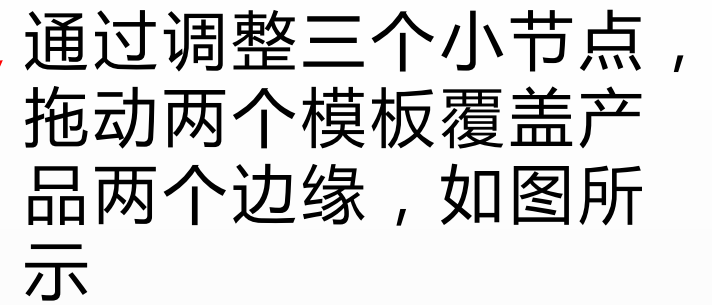 通过调整三个小节点，
拖动两个模板覆盖产
品两个边缘，如图所
示